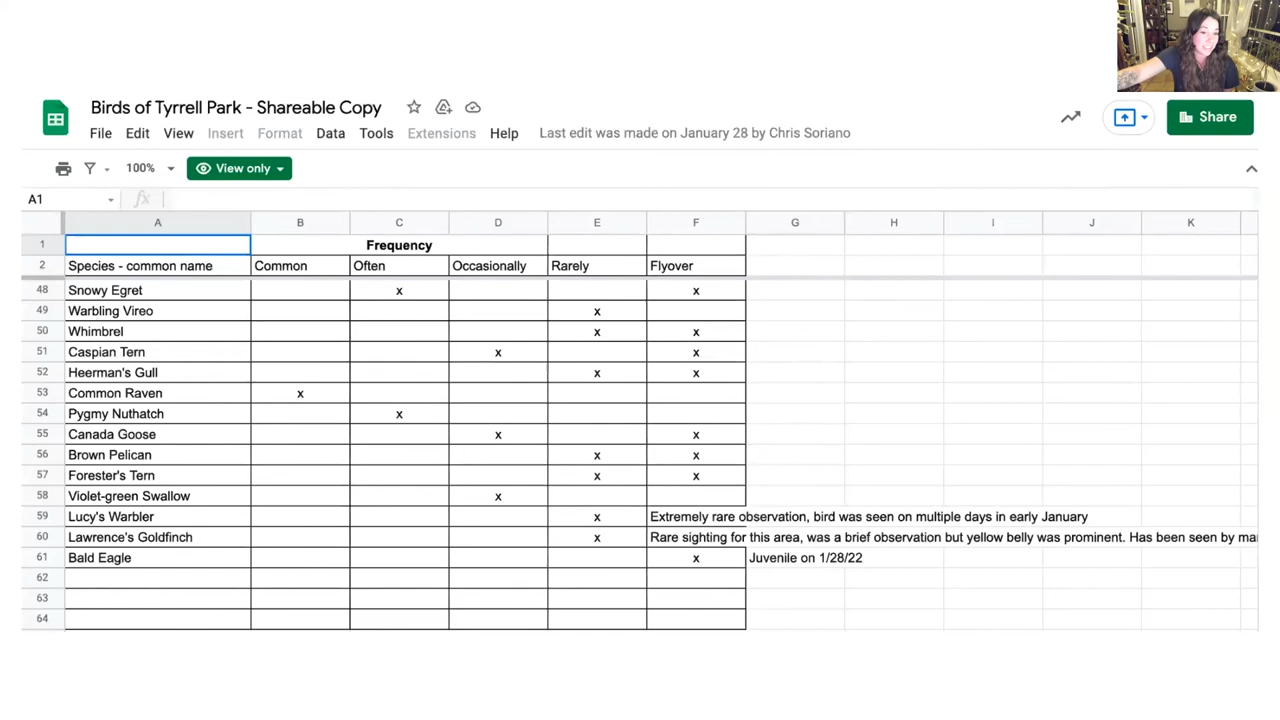 Birds of Tyrrell Park - Shareable Copy
File Edit View Insert Format Data Tools Extensions Help Last edit was made on January 28 by Chris Soriano
Share
100% View only
A1 fx
A B C D E F G H I J K
1 Frequency
2 Species - common name Common Often Occasionally Rarely Flyover
48 Snowy Egret x x
49 Warbling Vireo x
50 Whimbrel x x
51 Caspian Tern x x
52 Heerman's Gull x x
53 Common Raven x
54 Pygmy Nuthatch x
55 Canada Goose x x
56 Brown Pelican x x
57 Forester's Tern x x
58 Violet-green Swallow x
59 Lucy's Warbler x Extremely rare observation, bird was seen on multiple days in early January
60 Lawrence's Goldfinch x Rare sighting for this area, was a brief observation but yellow belly was prominent. Has been seen by
61 Bald Eagle x Juvenile on 1/28/22
62
63
64